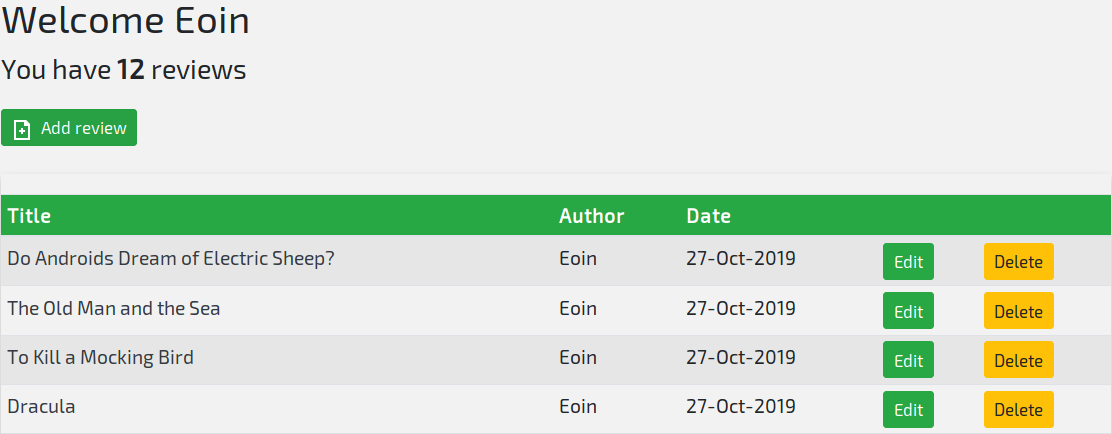 Welcome Eoin
You have 12 reviews
Add review
Title Author Date
Do Androids Dream of Electric Sheep? Eoin 27-Oct-2019 Edit Delete
The Old Man and the Sea Eoin 27-Oct-2019 Edit Delete
To Kill a Mocking Bird Eoin 27-Oct-2019 Edit Delete
Dracula Eoin 27-Oct-2019 Edit Delete